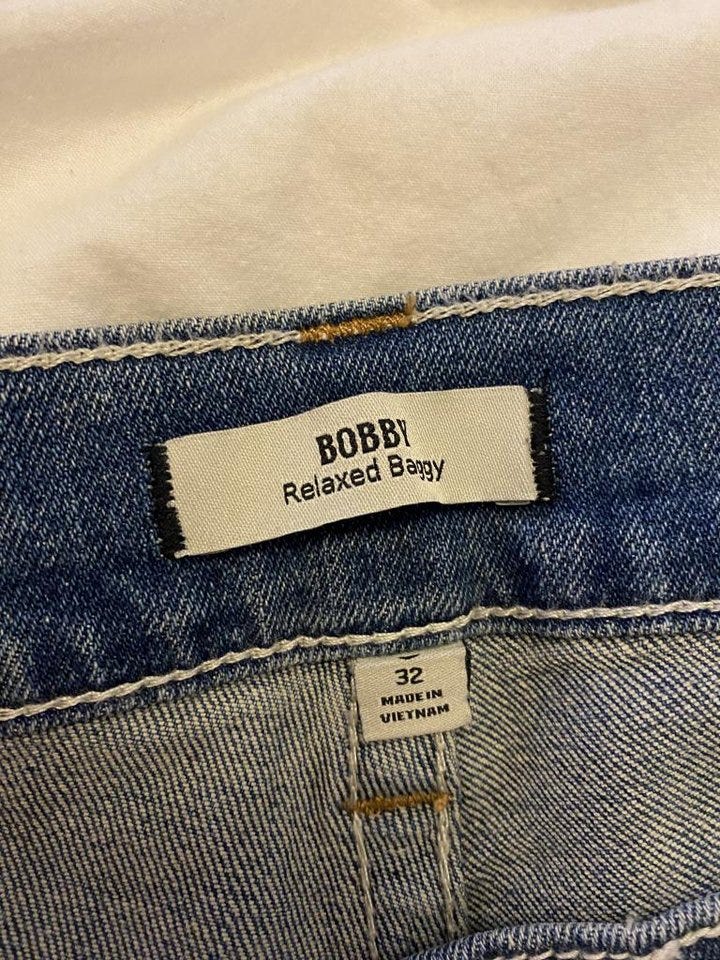 BOBBY
Relaxed Baggy
32
MADE IN
VIETNAM